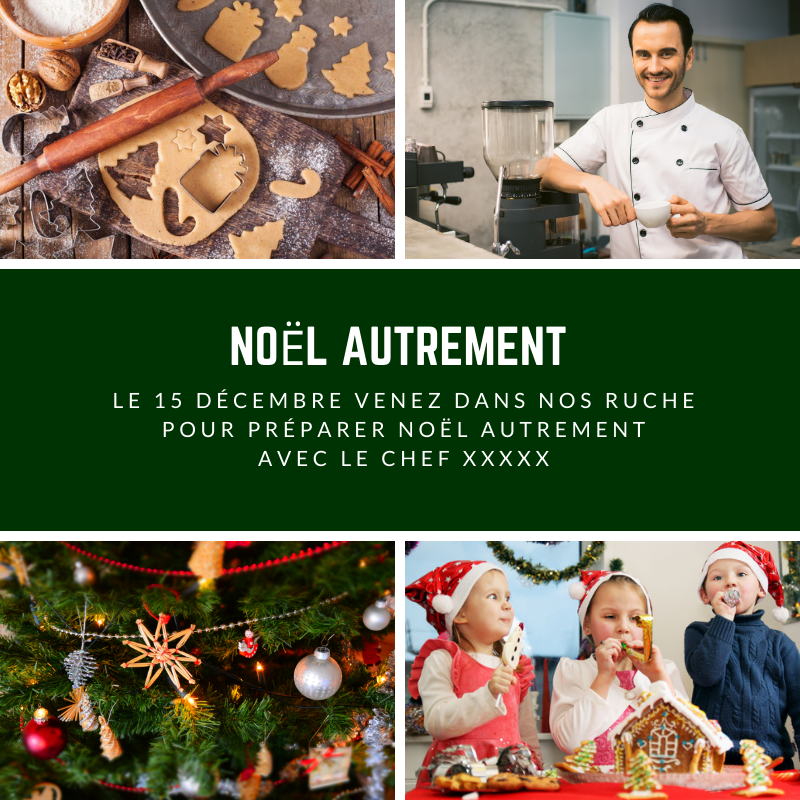 NOËL AUTREMENT
LE 15 DÉCEMBRE VENEZ DANS NOS RUCHE
POUR PRÉPARER NOËL AUTREMENT
AVEC LE CHEF XXXXX